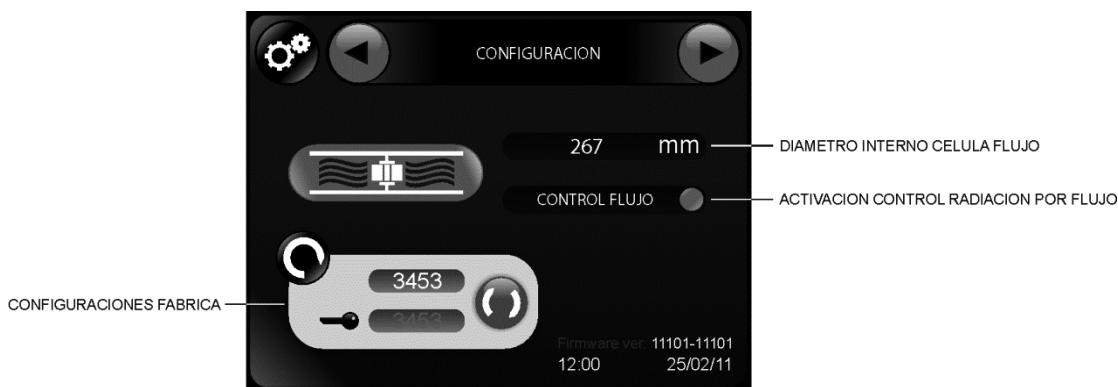 CONFIGURACION
267 mm
DIAMETRO INTERNO CELULA FLUJO
CONTROL FLUJO
ACTIVACION CONTROL RADIACION POR FLUJO
3453
CONFIGURACIONES FABRICA
3453
Firmware ver. 11101-11101
12:00 25/02/11